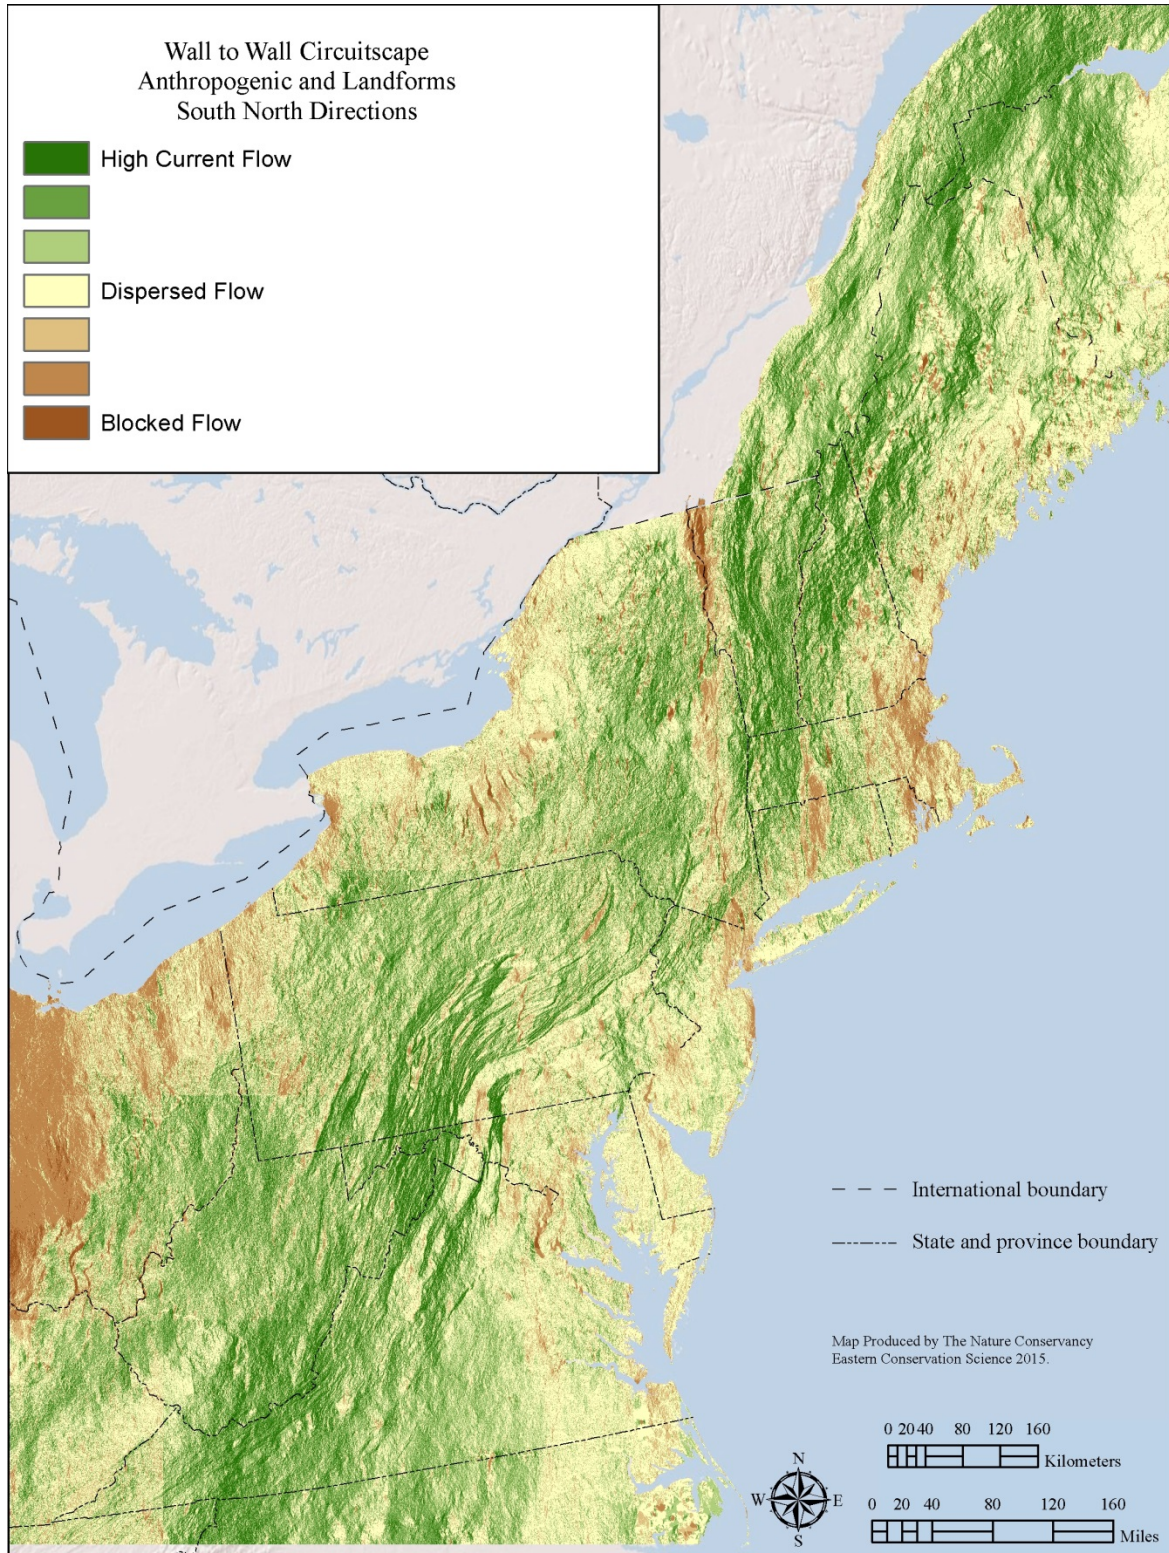 Wall to Wall Circuitscape
Anthropogenic and Landforms
South North Directions
High Current Flow
Dispersed Flow
Blocked Flow
International boundary
State and province boundary
Map Produced by The Nature Conservancy
Eastern Conservation Science 2015.
0 20 40 80 120 160
Kilometers
N
W E
S
0 20 40 80 120 160
Miles